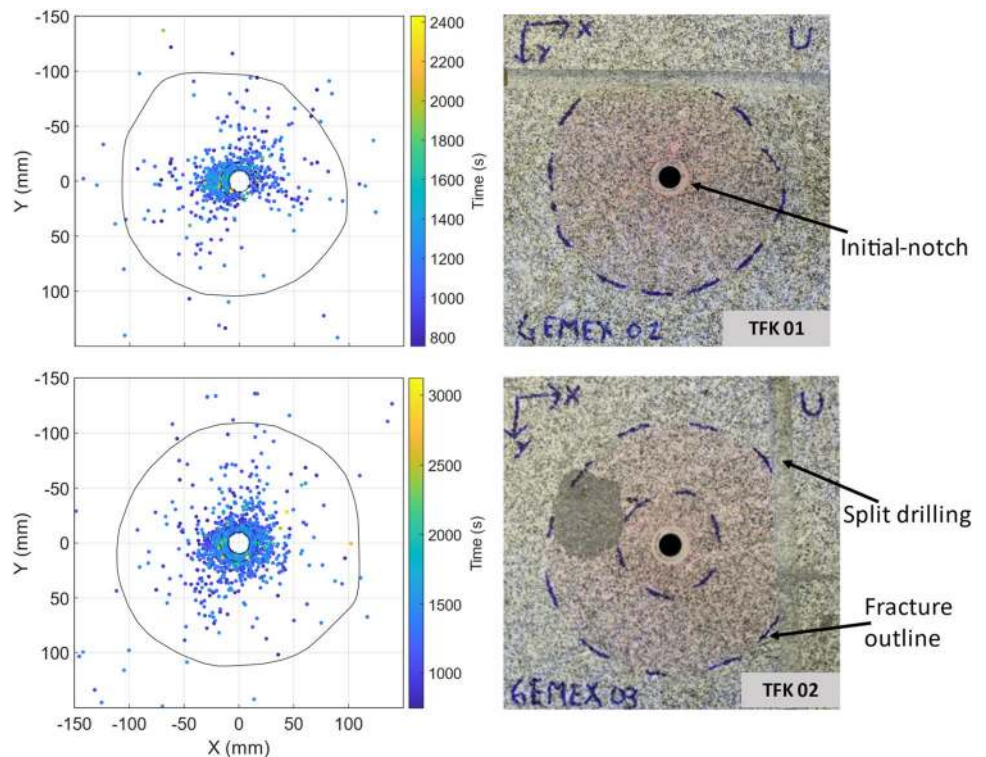 -150
-100
-50
0
50
100
Y (mm)
2400
2200
2000
1800
1600
1400
1200
1000
800
Time (s)
X
Y
U
GEMEX 02
TFK 01
Initial-notch
-150
-100
-50
0
50
100
Y (mm)
-150 -100 -50 0 50 100
X (mm)
3000
2500
2000
1500
1000
Time (s)
X
Y
U
GEMEX 03
TFK 02
Split drilling
Fracture
outline